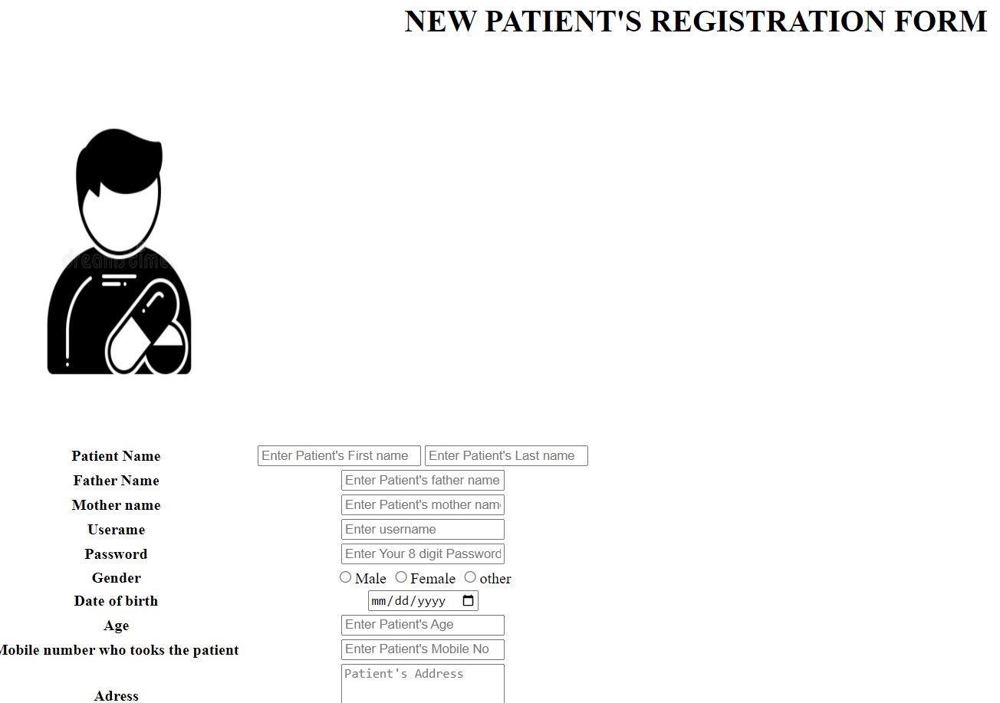 NEW PATIENT'S REGISTRATION FORM
dreamstime.
Patient Name Enter Patient's First name Enter Patient's Last name
Father Name Enter Patient's father name
Mother name Enter Patient's mother nam
Userame Enter username
Password Enter Your 8 digit Password
Gender Male Female other
Date of birth mm/dd/yyyy
Age Enter Patient's Age
Mobile number who tooks the patient Enter Patient's Mobile No
Adress Patient's Address